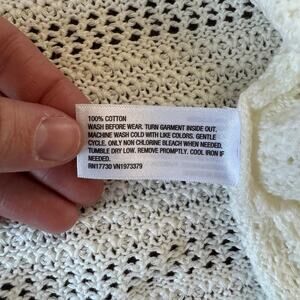 100% COTTON
WASH BEFORE WEAR. TURN GARMENT INSIDE OUT.
MACHINE WASH COLD WITH LIKE COLORS. GENTLE
CYCLE, ONLY NON CHLORINE BLEACH WHEN NEEDED.
TUMBLE DRY LOW. REMOVE PROMPTLY. COOL IRON IF
NEEDED.
RN17730 VN1973379